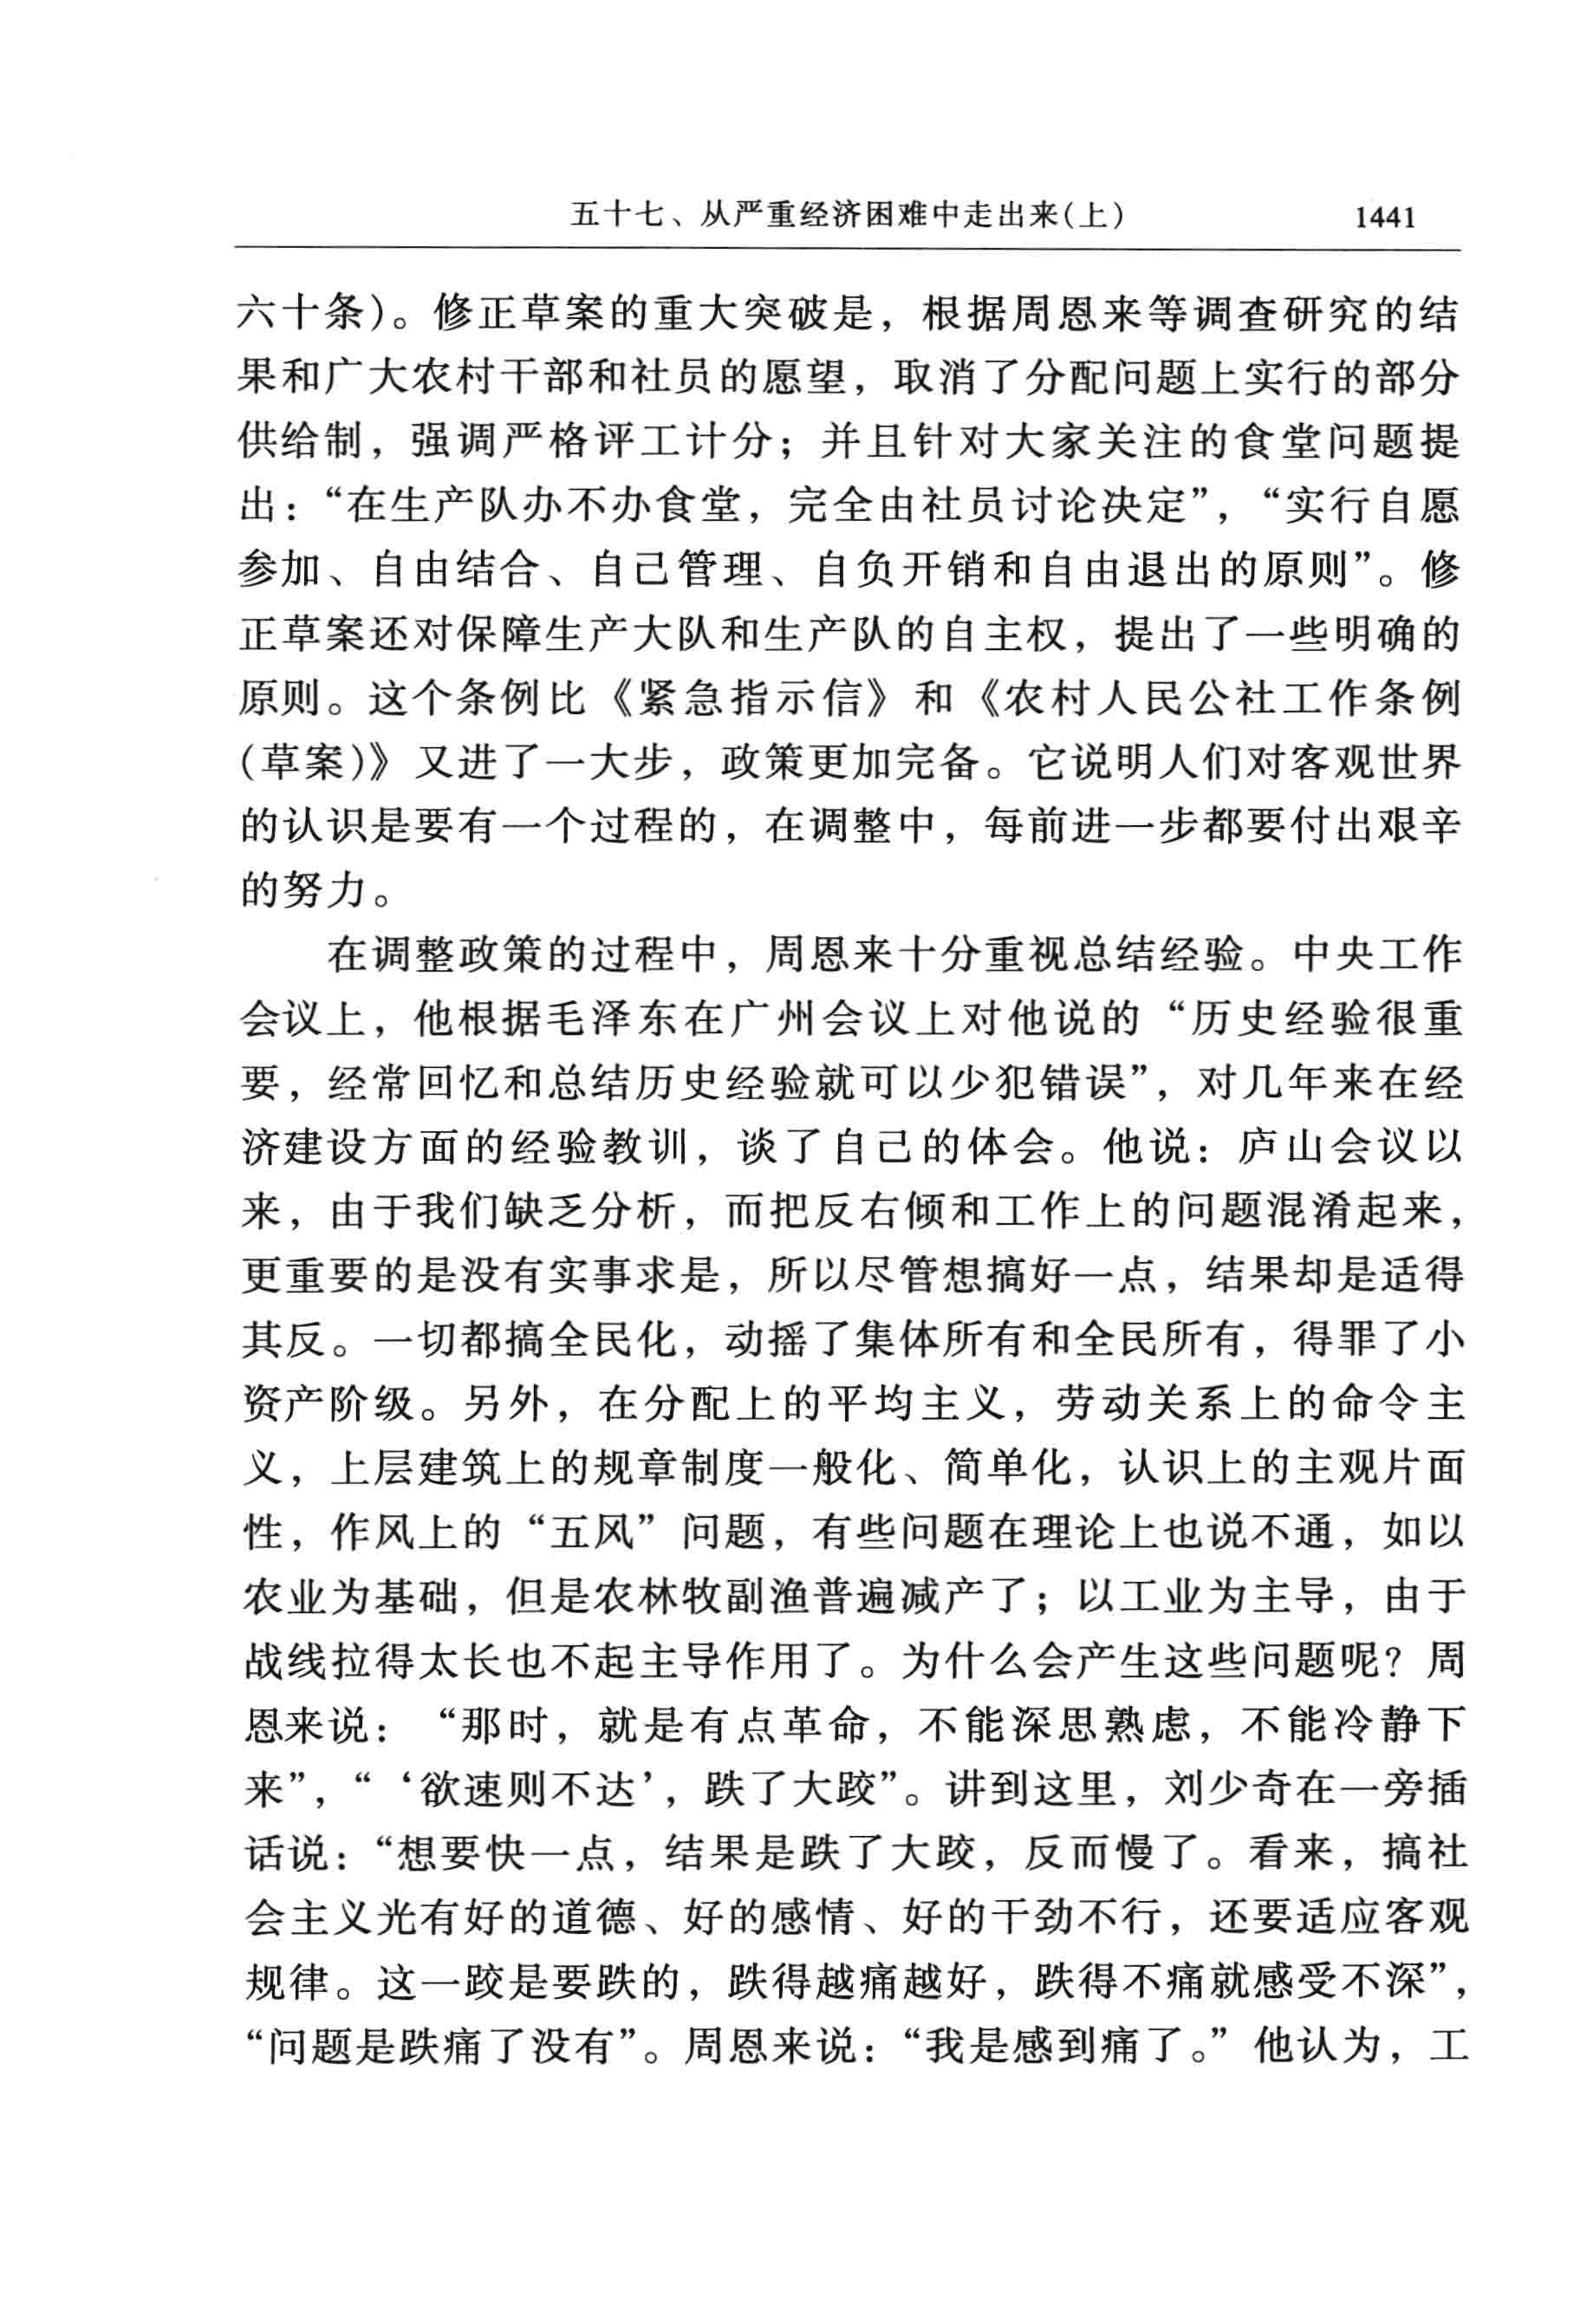 五十七、从严重经济困难中走出来(上) 1441
六十条)。修正草案的重大突破是，根据周恩来等调查研究的结
果和广大农村干部和社员的愿望，取消了分配问题上实行的部分
供给制，强调严格评工计分；并且针对大家关注的食堂问题提
出：“在生产队办不办食堂，完全由社员讨论决定”，“实行自愿
参加、自由结合、自己管理、自负开销和自由退出的原则”。修
正草案还对保障生产大队和生产队的自主权，提出了一些明确的
原则。这个条例比《紧急指示信》和《农村人民公社工作条例
(草案)》又进了一大步，政策更加完备。它说明人们对客观世界
的认识是要有一个过程的，在调整中，每前进一步都要付出艰辛
的努力。
在调整政策的过程中，周恩来十分重视总结经验。中央工作
会议上，他根据毛泽东在广州会议上对他说的“历史经验很重
要，经常回忆和总结历史经验就可以少犯错误”，对几年来在经
济建设方面的经验教训，谈了自己的体会。他说：庐山会议以
来，由于我们缺乏分析，而把反右倾和工作上的问题混淆起来，
更重要的是没有实事求是，所以尽管想搞好一点，结果却是适得
其反。一切都搞全民化，动摇了集体所有和全民所有，得罪了小
资产阶级。另外，在分配上的平均主义，劳动关系上的命令主
义，上层建筑上的规章制度一般化、简单化，认识上的主观片面
性，作风上的“五风”问题，有些问题在理论上也说不通，如以
农业为基础，但是农林牧副渔普遍减产了；以工业为主导，由于
战线拉得太长也不起主导作用了。为什么会产生这些问题呢？周
恩来说：“那时，就是有点革命，不能深思熟虑，不能冷静下
来”，“‘欲速则不达’，跌了大跤”。讲到这里，刘少奇在一旁插
话说：“想要快一点，结果是跌了大跤，反而慢了。看来，搞社
会主义光有好的道德、好的感情、好的干劲不行，还要适应客观
规律。这一跤是要跌的，跌得越痛越好，跌得不痛就感受不深”，
“问题是跌痛了没有”。周恩来说：“我是感到痛了。”他认为，工